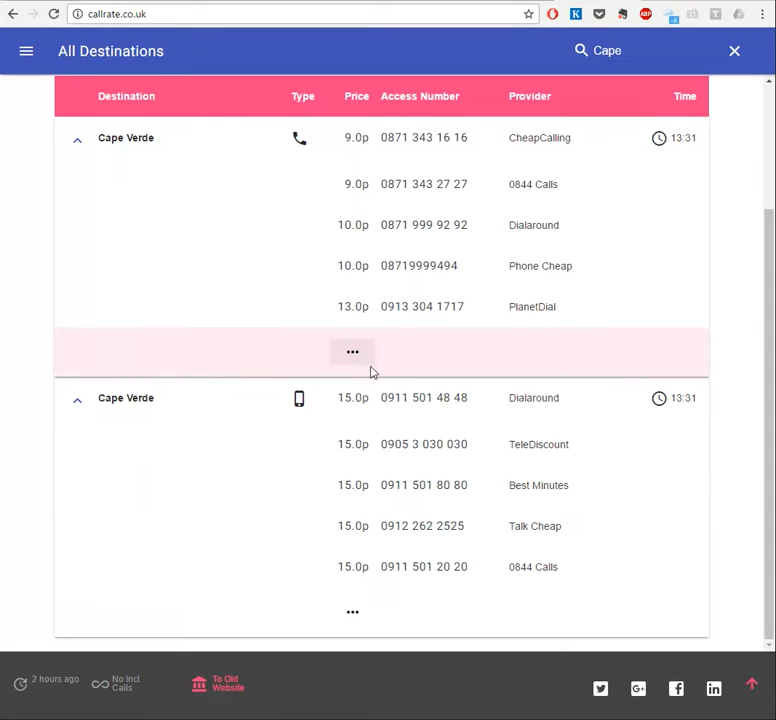 callrate.co.uk
All Destinations
Cape
Destination Type Price Access Number Provider Time
Cape Verde 9.0p 0871 343 16 16 CheapCalling 13:31
9.0p 0871 343 27 27 0844 Calls
10.0p 0871 999 92 92 Dialaround
10.0p 08719999494 Phone Cheap
13.0p 0913 304 1717 PlanetDial
•••
Cape Verde 15.0p 0911 501 48 48 Dialaround 13:31
15.0p 0905 3 030 030 TeleDiscount
15.0p 0911 501 80 80 Best Minutes
15.0p 0912 262 2525 Talk Cheap
15.0p 0911 501 20 20 0844 Calls
•••
2 hours ago
No Incl.
Calls
To Old
Website